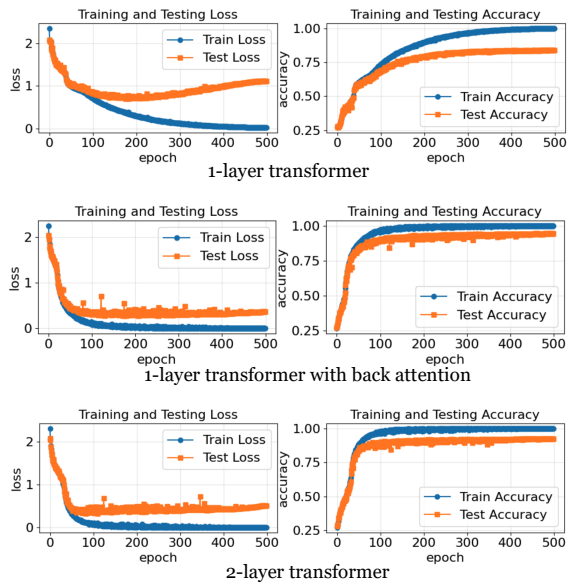 Training and Testing Loss
Training and Testing Accuracy
2
1
0
loss
Train Loss
Test Loss
0 100 200 300 400 500
epoch
1.00
0.75
0.50
0.25
accuracy
Train Accuracy
Test Accuracy
0 100 200 300 400 500
epoch
1-layer transformer
Training and Testing Loss
Training and Testing Accuracy
2
1
0
loss
Train Loss
Test Loss
0 100 200 300 400 500
epoch
1.00
0.75
0.50
0.25
accuracy
Train Accuracy
Test Accuracy
0 100 200 300 400 500
epoch
1-layer transformer with back attention
Training and Testing Loss
Training and Testing Accuracy
2
1
0
loss
Train Loss
Test Loss
0 100 200 300 400 500
epoch
1.00
0.75
0.50
0.25
accuracy
Train Accuracy
Test Accuracy
0 100 200 300 400 500
epoch
2-layer transformer